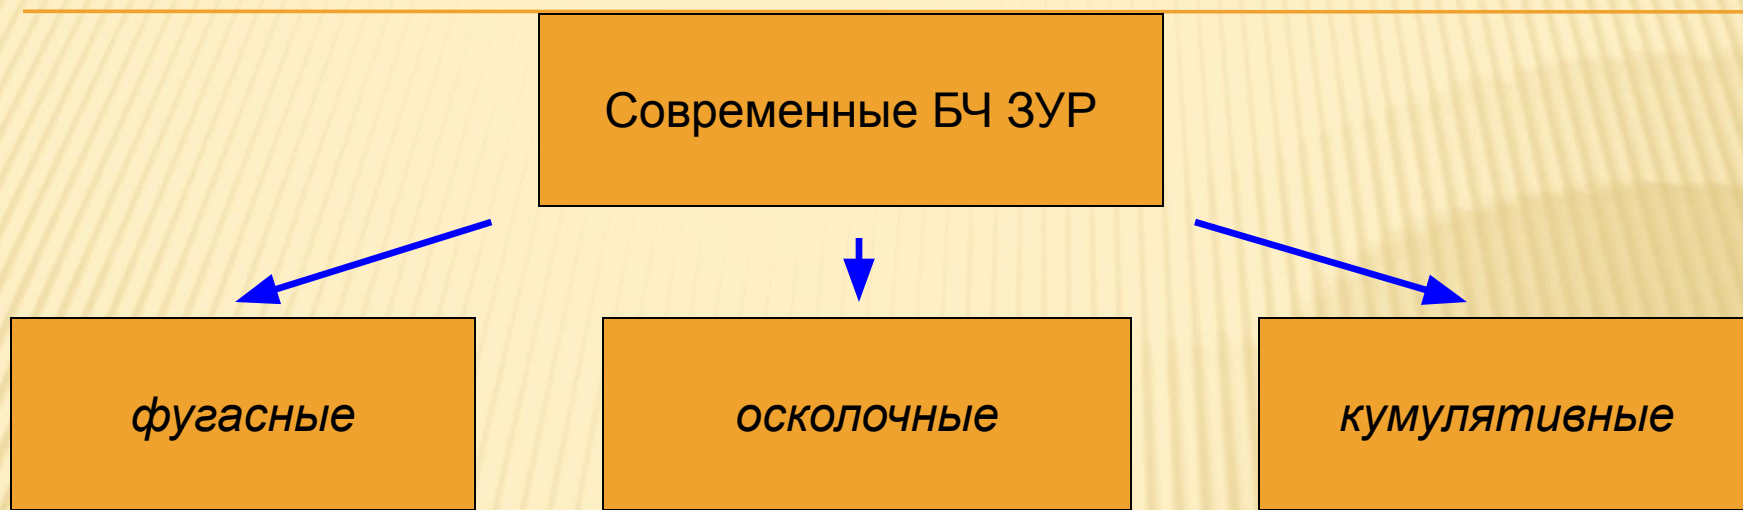 Современные БЧ ЗУР
фугасные
осколочные
кумулятивные